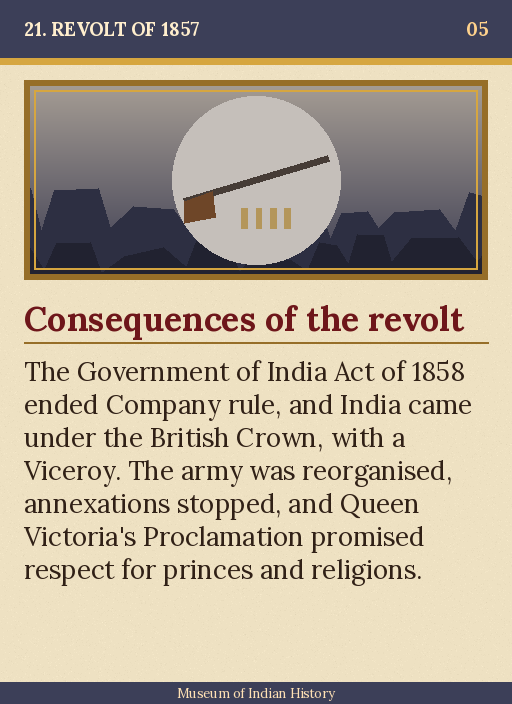 21. REVOLT OF 1857
05
Consequences of the revolt
The Government of India Act of 1858
ended Company rule, and India came
under the British Crown, with a
Viceroy. The army was reorganised,
annexations stopped, and Queen
Victoria's Proclamation promised
respect for princes and religions.
Museum of Indian History